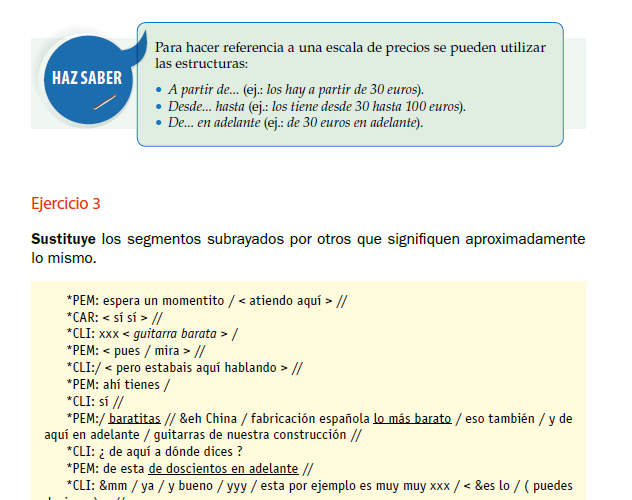 HAZ SABER
Para hacer referencia a una escala de precios se pueden utilizar
las estructuras:
• A partir de... (ej.: los hay a partir de 30 euros).
• Desde... hasta (ej.: los tiene desde 30 hasta 100 euros).
• De... en adelante (ej.: de 30 euros en adelante).
Ejercicio 3
Sustituye los segmentos subrayados por otros que signifiquen aproximadamente
lo mismo.
*PEM: espera un momentito / < atiendo aquí > //
*CAR: < sí sí > //
*CLI: xxx < guitarra barata > /
*PEM: < pues / mira > //
*CLI:/ < pero estabais aquí hablando > //
*PEM: ahí tienes /
*CLI: sí //
*PEM:/ baratitas // &eh China / fabricación española lo más barato / eso también / y de
aquí en adelante / guitarras de nuestra construcción //
*CLI: ¿ de aquí a dónde dices ?
*PEM: de esta de doscientos en adelante //
*CLI: &mm / ya / y bueno / yyy / esta por ejemplo es muy muy xxx / < &es lo / ( puedes